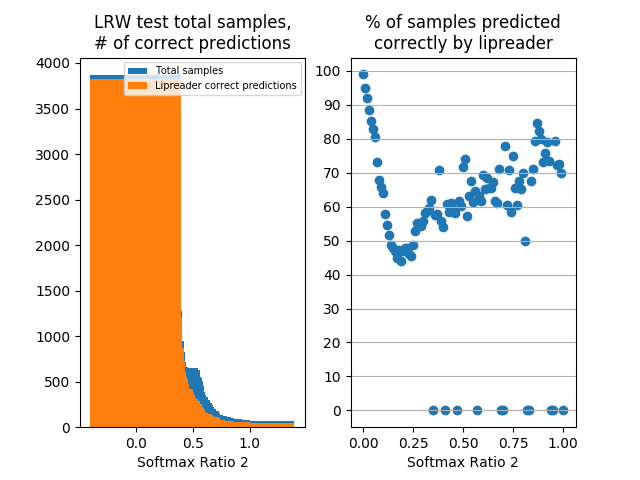 LRW test total samples,
# of correct predictions
Total samples
Lipreader correct predictions
4000
3500
3000
2500
2000
1500
1000
500
0
0.0 0.5 1.0
Softmax Ratio 2
% of samples predicted
correctly by lipreader
100
90
80
70
60
50
40
30
20
10
0
0.00 0.25 0.50 0.75 1.00
Softmax Ratio 2